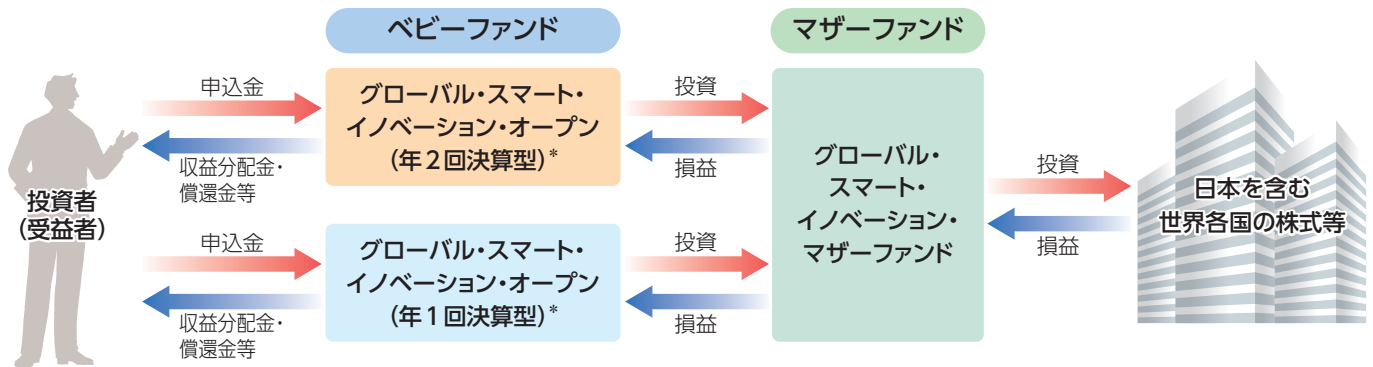 ベビーファンド
マザーファンド
申込金
収益分配金・
償還金等
投資者
（受益者）
申込金
収益分配金・
償還金等
グローバル・スマート・
イノベーション・オープン
（年２回決算型）*
グローバル・スマート・
イノベーション・オープン
（年１回決算型）*
投資
損益
投資
損益
グローバル・
スマート・
イノベーション・
マザーファンド
投資
損益
日本を含む
世界各国の株式等